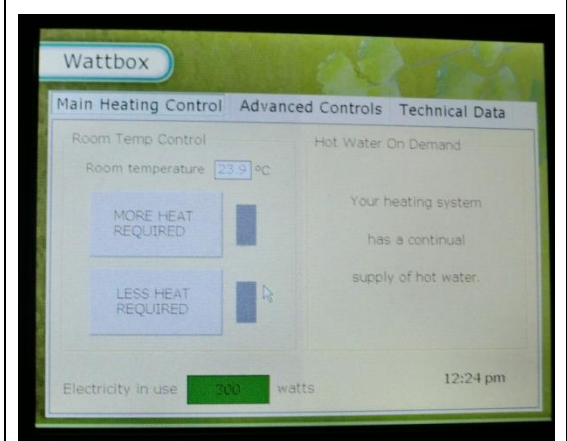 Wattbox
Main Heating Control Advanced Controls Technical Data
Room Temp Control
Room temperature 23.9 °C
MORE HEAT
REQUIRED
LESS HEAT
REQUIRED
Hot Water On Demand
Your heating system
has a continual
supply of hot water.
Electricity in use 300 watts
12:24 pm